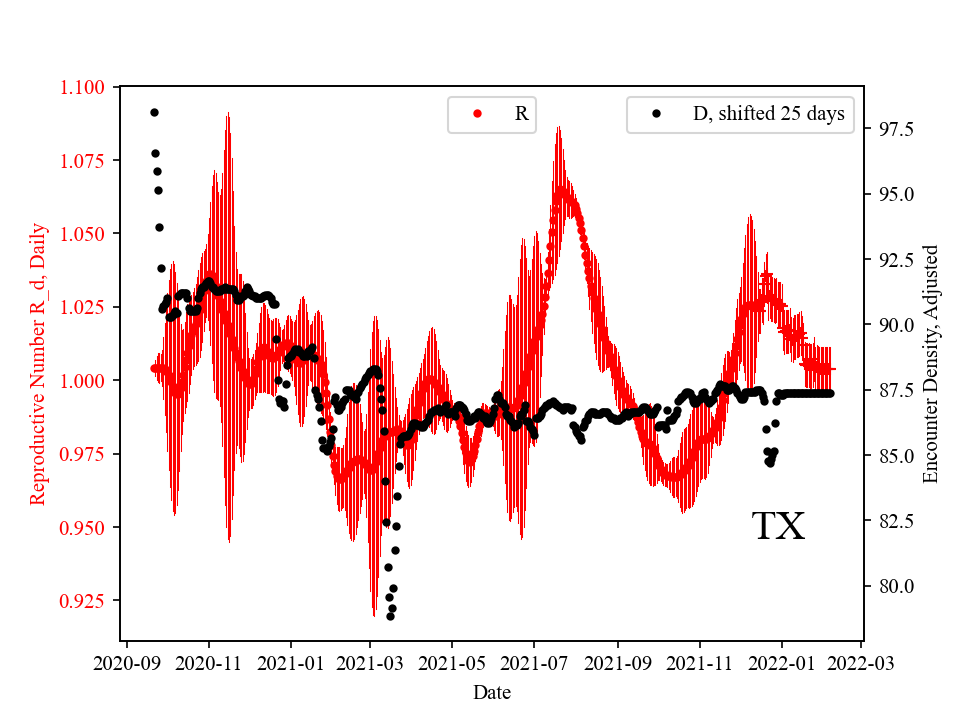 R
D, shifted 25 days
1.100
1.075
1.050
1.025
1.000
0.975
0.950
0.925
Reproductive Number R_d, Daily
97.5
95.0
92.5
90.0
87.5
85.0
82.5
80.0
Encounter Density, Adjusted
TX
2020-09 2020-11 2021-01 2021-03 2021-05 2021-07 2021-09 2021-11 2022-01 2022-03
Date